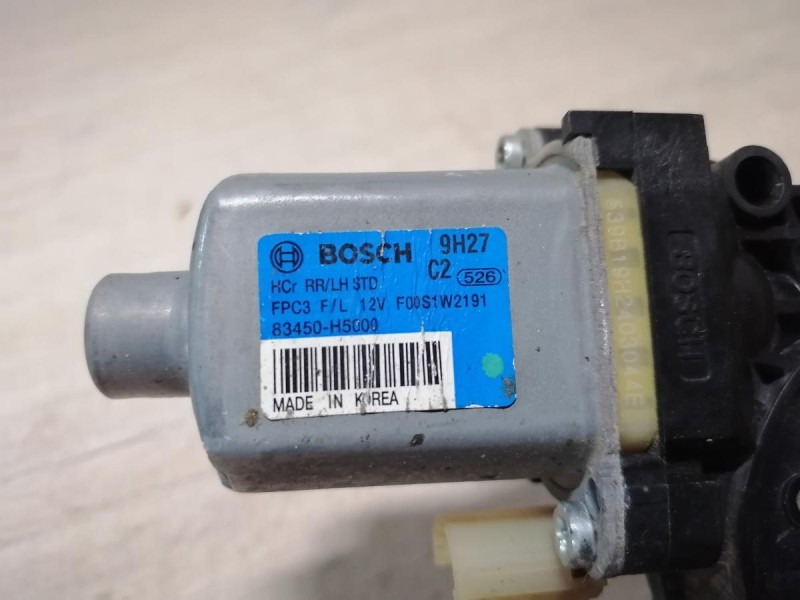 BOSCH 9H27
C2 526
HCr RR/LH STD
FPC3 F/L 12V F00S1W2191
83450-H5000
MADE IN KOREA
BOSCH